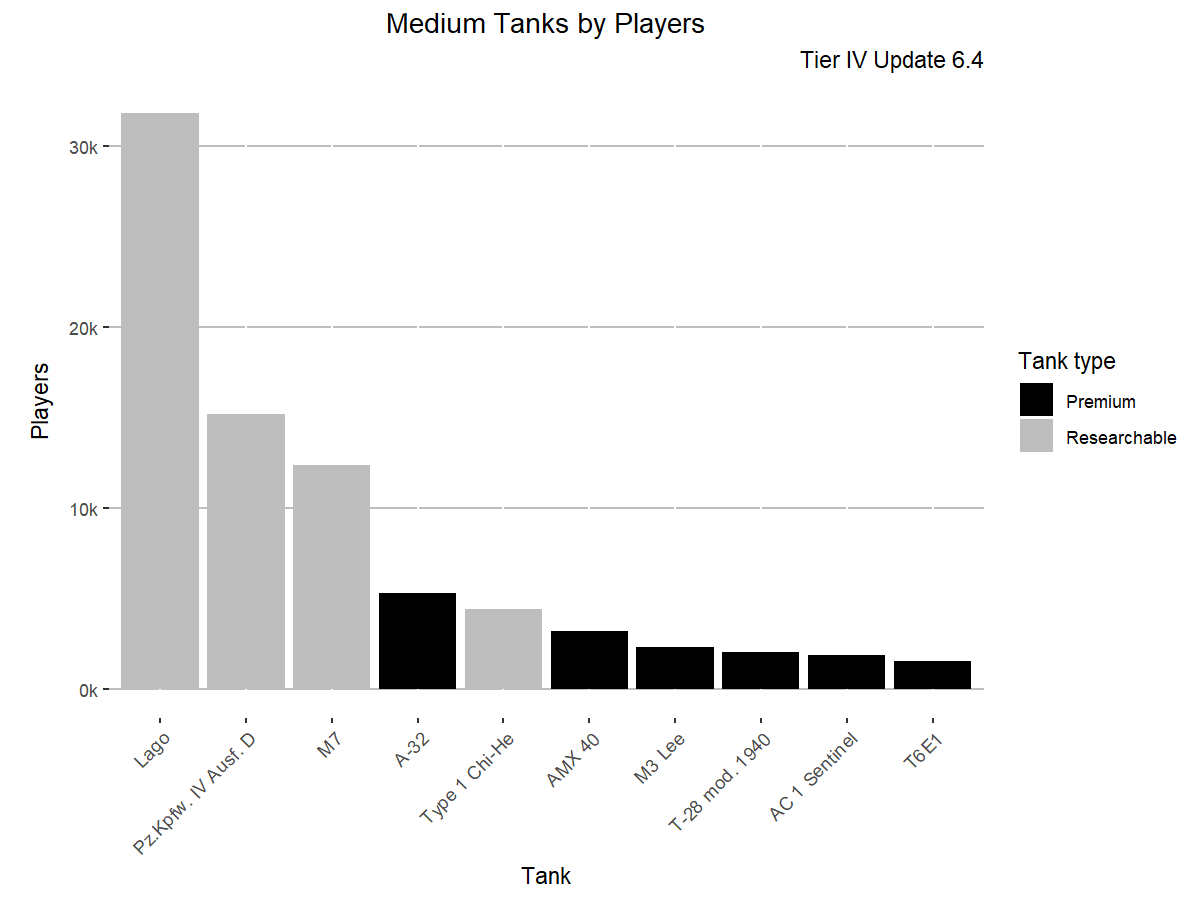 Medium Tanks by Players
Tier IV Update 6.4
Players
30k
20k
10k
0k
Lago
Pz.Kpfw. IV Ausf. D
M7
A-32
Type 1 Chi-He
AMX 40
M3 Lee
T-28 mod. 1940
AC 1 Sentinel
T6E1
Tank
Tank type
Premium
Researchable